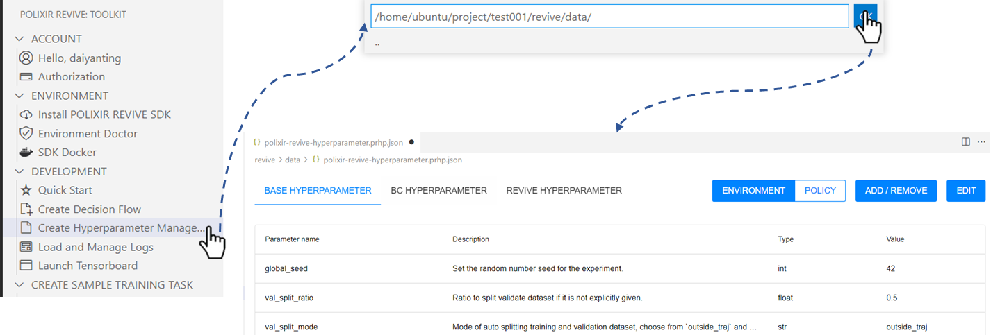 POLIXIR REVIVE: TOOLKIT
ACCOUNT
Hello, daiyanting
Authorization
ENVIRONMENT
Install POLIXIR REVIVE SDK
Environment Doctor
SDK Docker
DEVELOPMENT
Quick Start
Create Decision Flow
Create Hyperparameter Manage...
Load and Manage Logs
Launch Tensorboard
CREATE SAMPLE TRAINING TASK
/home/ubuntu/project/test001/revive/data/
..
{} polixir-revive-hyperparameter.prhp.json ● ...
revive > data > {} polixir-revive-hyperparameter.prhp.json
BASE HYPERPARAMETER BC HYPERPARAMETER REVIVE HYPERPARAMETER ENVIRONMENT POLICY ADD / REMOVE EDIT
Parameter name Description Type Value
global_seed Set the random number seed for the experiment. int 42
val_split_ratio Ratio to split validate dataset if it is not explicitly given. float 0.5
val_split_mode Mode of auto splitting training and validation dataset, choose from `outside_traj` and ... str outside_traj